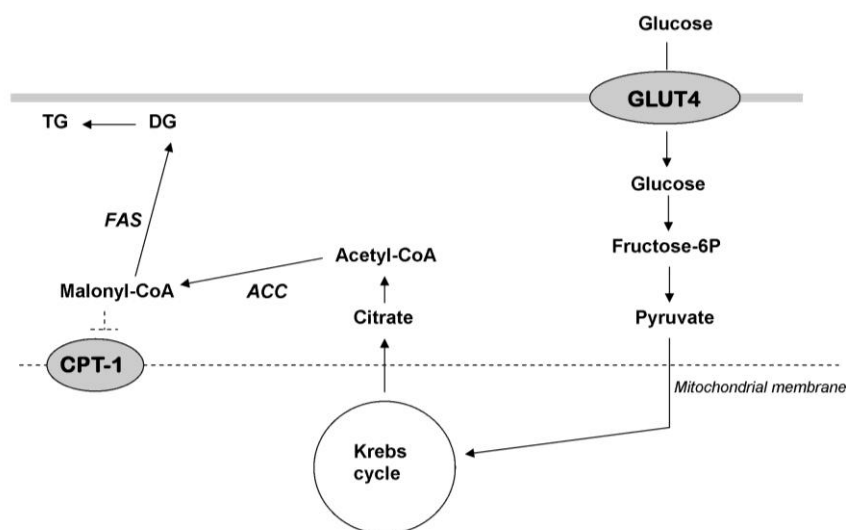 Glucose
GLUT4
TG
DG
Glucose
FAS
Fructose-6P
Acetyl-CoA
Malonyl-CoA
ACC
Citrate
Pyruvate
CPT-1
Mitochondrial membrane
Krebs
cycle